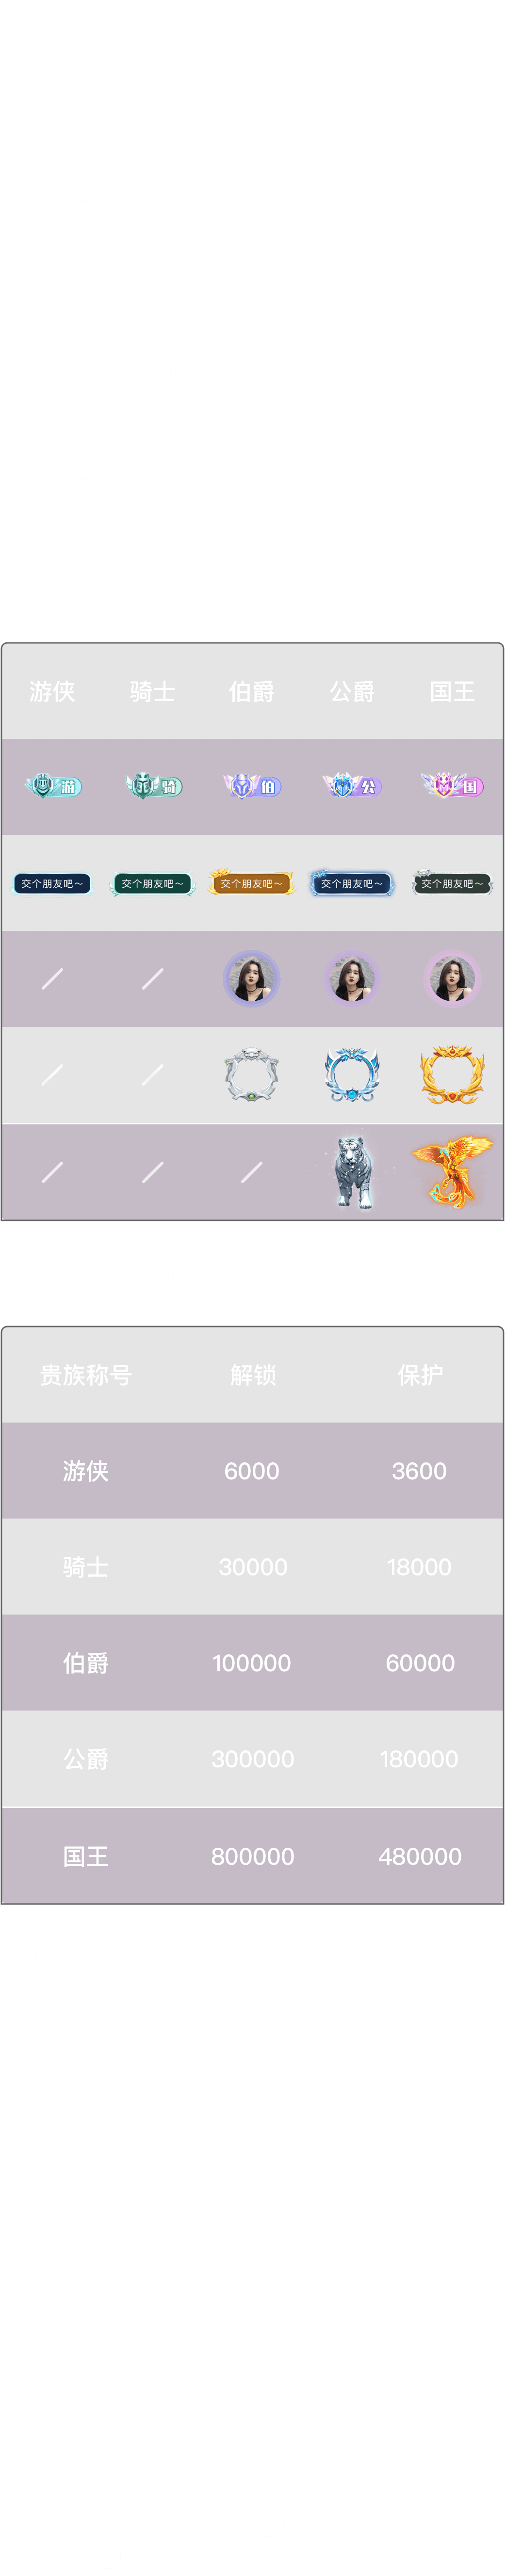 游侠 骑士 伯爵 公爵 国王
游 骑 伯 公 国
交个朋友吧~ 交个朋友吧~ 交个朋友吧~ 交个朋友吧~ 交个朋友吧~
贵族称号 解锁 保护
游侠 6000 3600
骑士 30000 18000
伯爵 100000 60000
公爵 300000 180000
国王 800000 480000